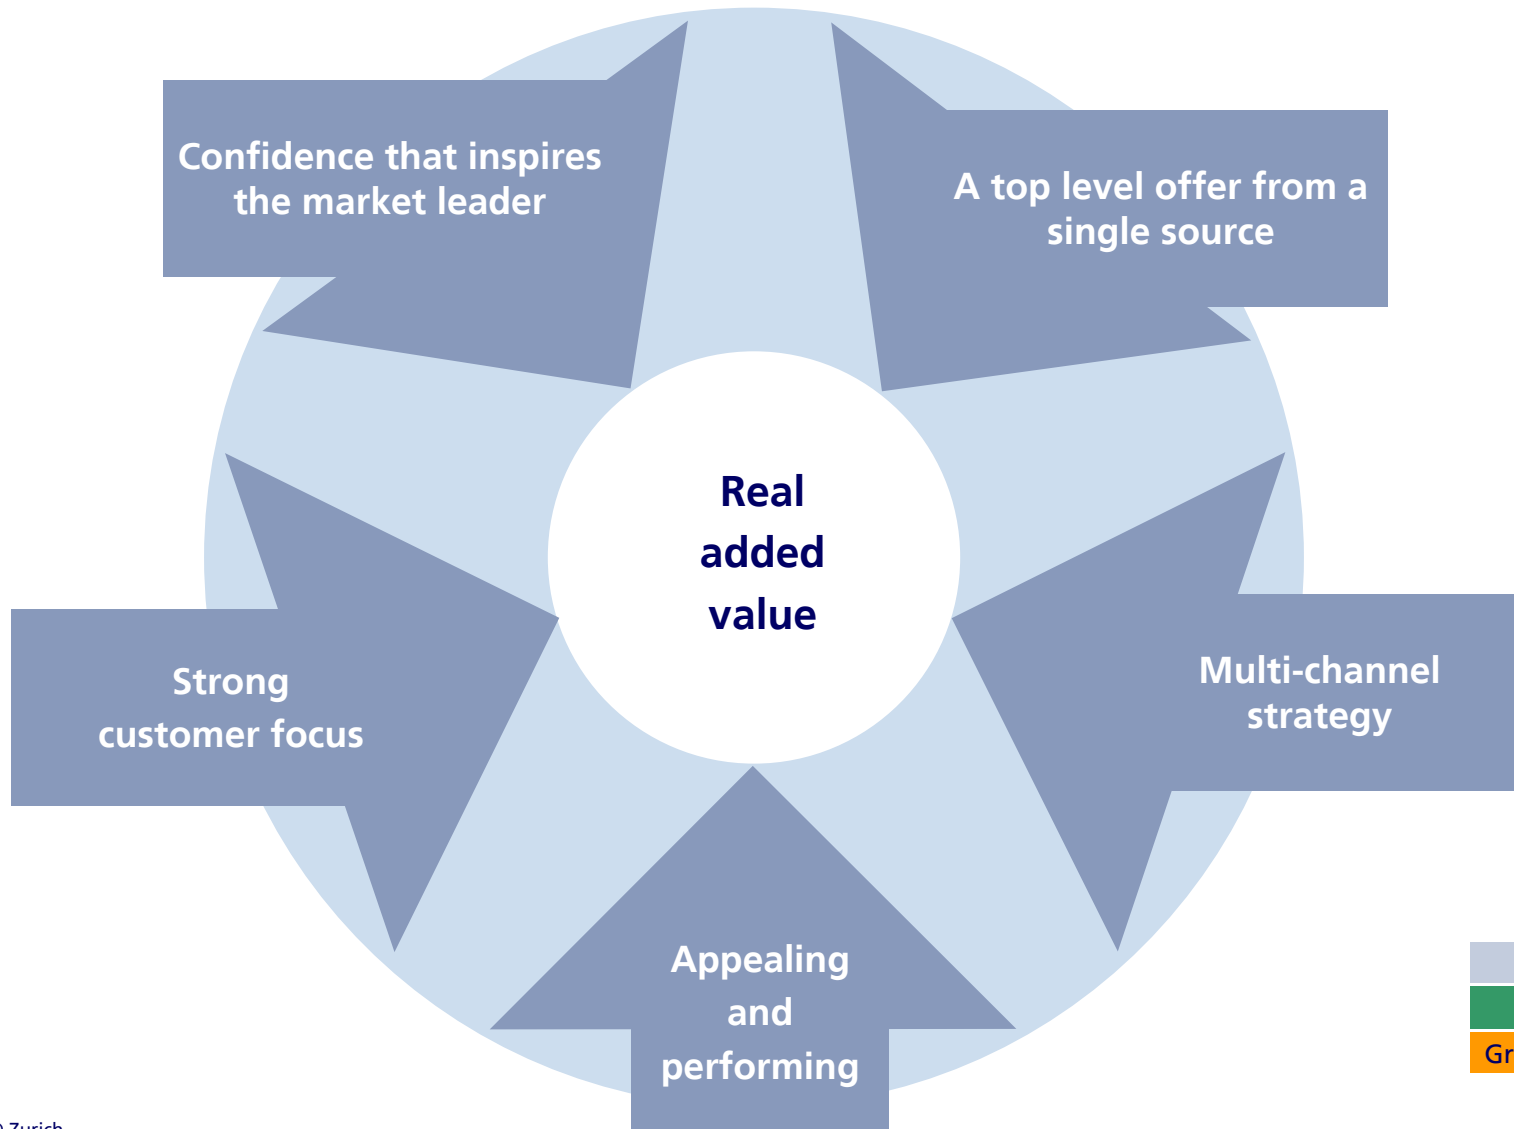 Confidence that inspires
the market leader
A top level offer from a
single source
Real
added
value
Strong
customer focus
Multi-channel
strategy
Appealing
and
performing
Zurich